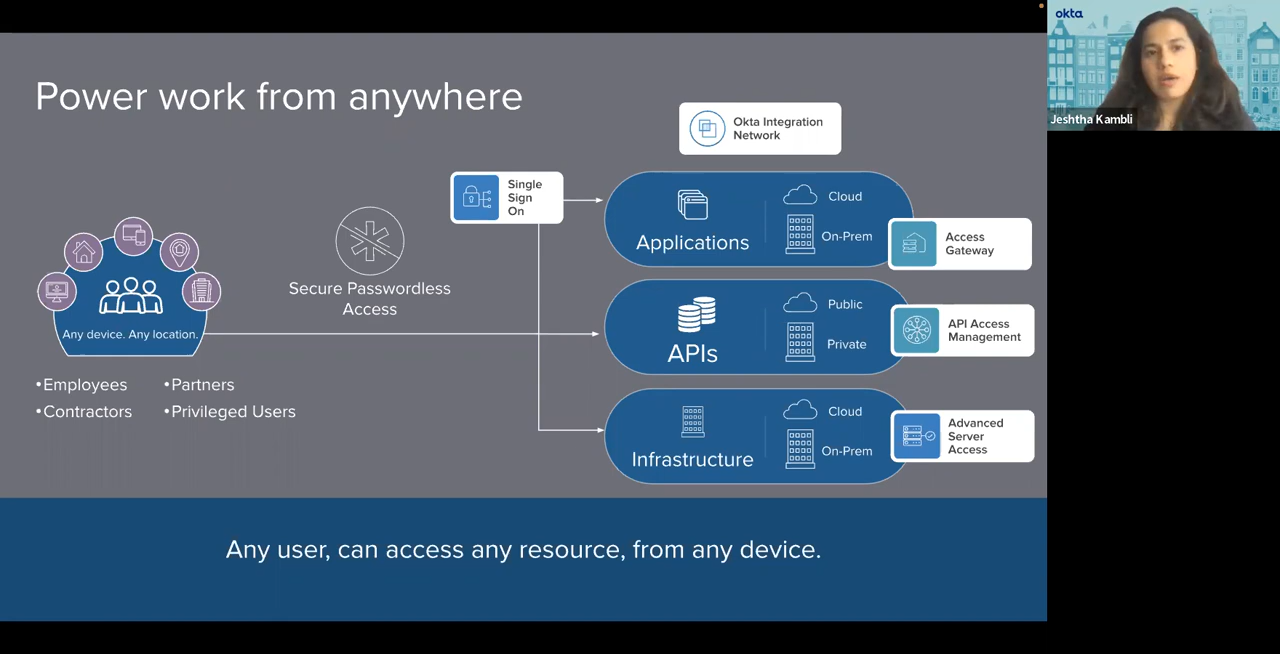 Power work from anywhere
Okta Integration
Network
Single
Sign
On
Secure Passwordless
Access
Any device. Any location.
•Employees
•Partners
•Contractors
•Privileged Users
Applications
Cloud
On-Prem
Access
Gateway
APIs
Public
Private
API Access
Management
Infrastructure
Cloud
On-Prem
Advanced
Server
Access
Any user, can access any resource, from any device.
okta
Jeshtha Kambli